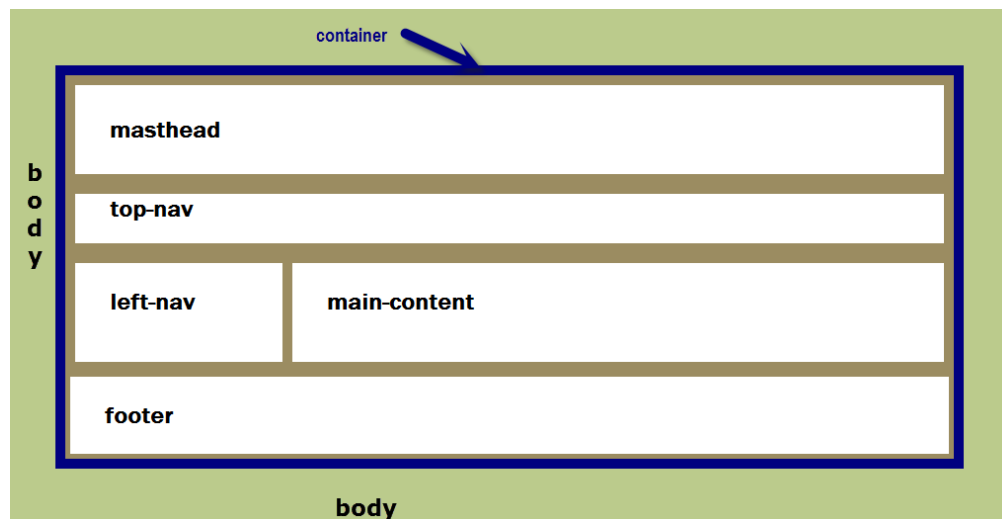 container
masthead
b
o
d
y
top-nav
left-nav
main-content
footer
body